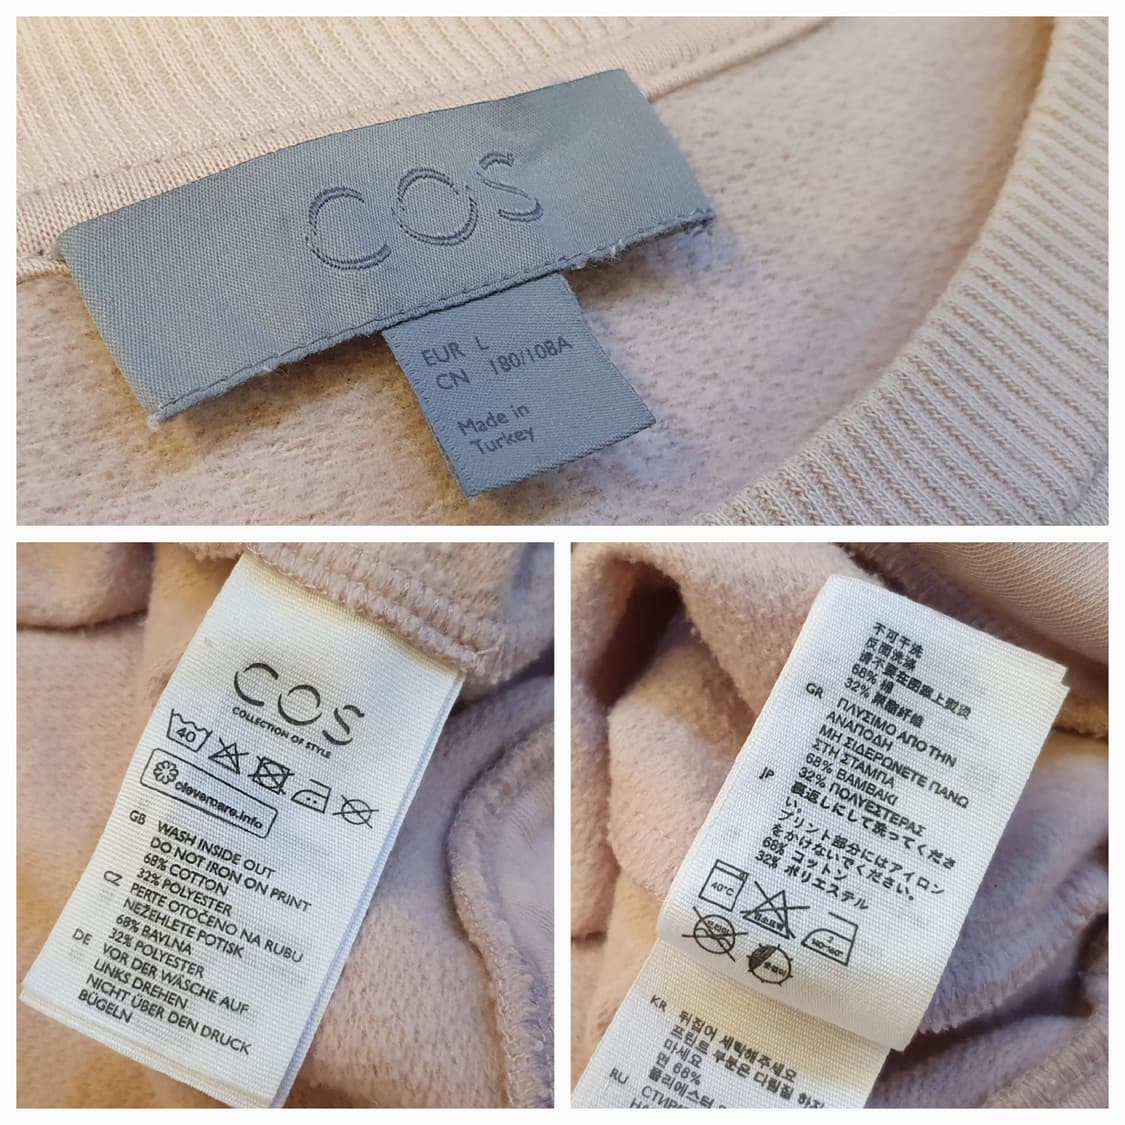 COS
EUR L
CN 180/108A
Made in
Turkey
COS
COLLECTION OF STYLE
40
clevercare.info
GB WASH INSIDE OUT
DO NOT IRON ON PRINT
68% COTTON
32% POLYESTER
CZ PERTE OTOČENO NA RUBU
NEŽEHLETE POTISK
68% BAVLNA
32% POLYESTER
DE VOR DER WÄSCHE AUF
LINKS DREHEN
NICHT ÜBER DEN DRUCK
BÜGELN
不可干洗
反面洗涤
请不要在图案上熨烫
68% 棉
32% 聚酯纤维
GR ΠΛΥΣΙΜΟ ΑΠΟ ΤΗΝ
ΑΝΑΠΟΔΗ
ΜΗ ΣΙΔΕΡΩΝΕΤΕ ΠΑΝΩ
ΣΤΗ ΣΤΑΜΠΑ
68% ΒΑΜΒΑΚΙ
32% ΠΟΛΥΕΣΤΕΡΑΣ
JP 裏返しにして洗ってくださ
い。
プリント部分にはアイロン
をかけないでください。
68% コットン
32% ポリエステル
40°C
KR 뒤집어 세탁해주세요
프린트 부분은 다림질 하지
마세요
면 68%
폴리에스터
RU